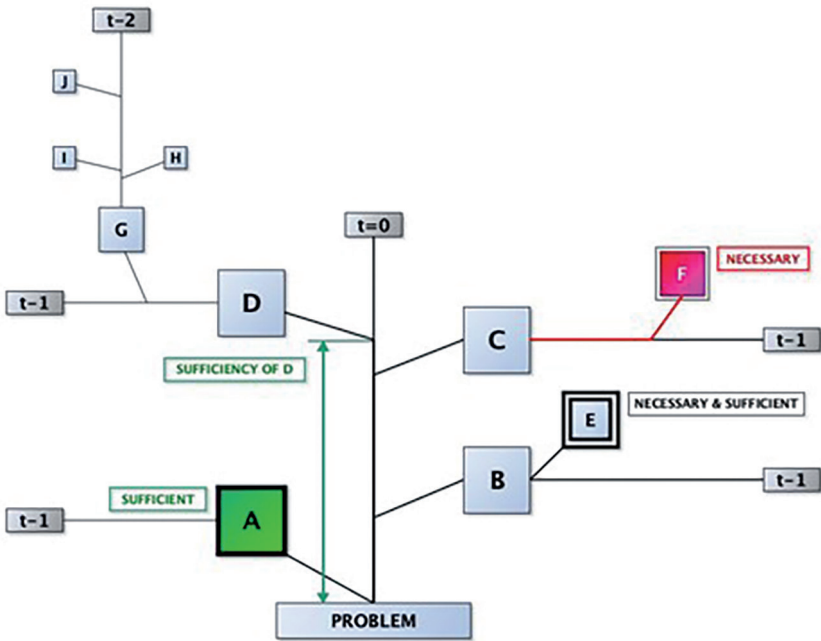 t-2
J
I
H
G
t=0
F
NECESSARY
t-1
D
C
t-1
SUFFICIENCY OF D
E
NECESSARY & SUFFICIENT
B
t-1
SUFFICIENT
t-1
A
PROBLEM